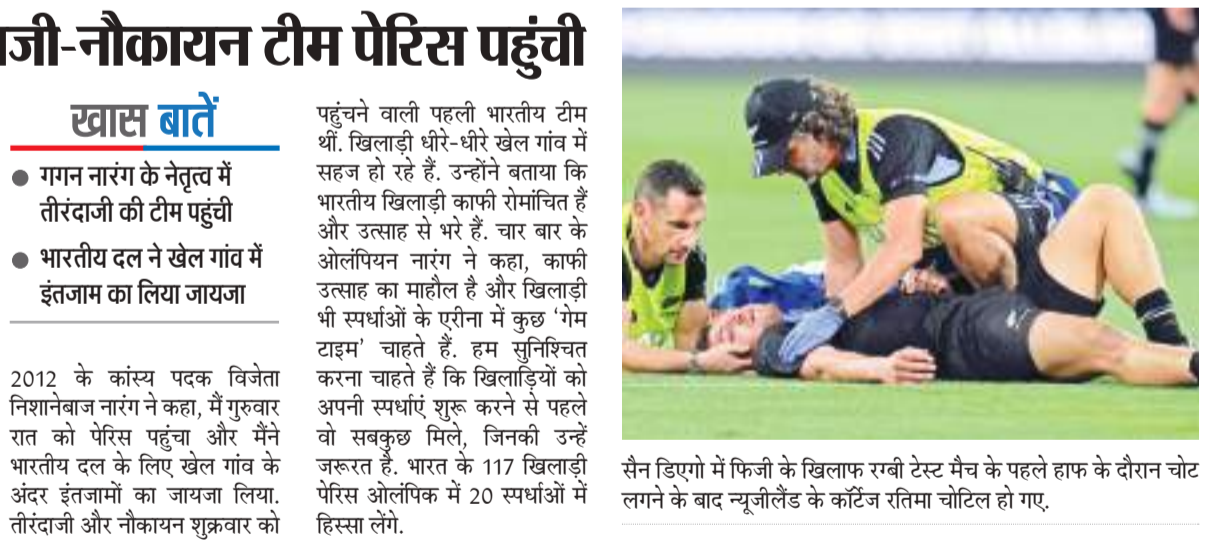 जी-नौकायन टीम पेरिस पहुंची
खास बातें
गगन नारंग के नेतृत्व में
तीरंदाजी की टीम पहुंची
भारतीय दल ने खेल गांव में
इंतजाम का लिया जायजा
2012 के कांस्य पदक विजेता
निशानेबाज नारंग ने कहा, मैं गुरुवार
रात को पेरिस पहुंचा और मैंने
भारतीय दल के लिए खेल गांव के
अंदर इंतजामों का जायजा लिया.
तीरंदाजी और नौकायन शुक्रवार को
पहुंचने वाली पहली भारतीय टीम
थीं. खिलाड़ी धीरे-धीरे खेल गांव में
सहज हो रहे हैं. उन्होंने बताया कि
भारतीय खिलाड़ी काफी रोमांचित हैं
और उत्साह से भरे हैं. चार बार के
ओलंपियन नारंग ने कहा, काफी
उत्साह का माहौल है और खिलाड़ी
भी स्पर्धाओं के एरीना में कुछ ‘गेम
टाइम’ चाहते हैं. हम सुनिश्चित
करना चाहते हैं कि खिलाड़ियों को
अपनी स्पर्धाएं शुरू करने से पहले
वो सबकुछ मिले, जिनकी उन्हें
जरूरत है. भारत के 117 खिलाड़ी
पेरिस ओलंपिक में 20 स्पर्धाओं में
हिस्सा लेंगे.
सैन डिएगो में फिजी के खिलाफ रग्बी टेस्ट मैच के पहले हाफ के दौरान चोट
लगने के बाद न्यूजीलैंड के कॉर्टेज रतिमा चोटिल हो गए.